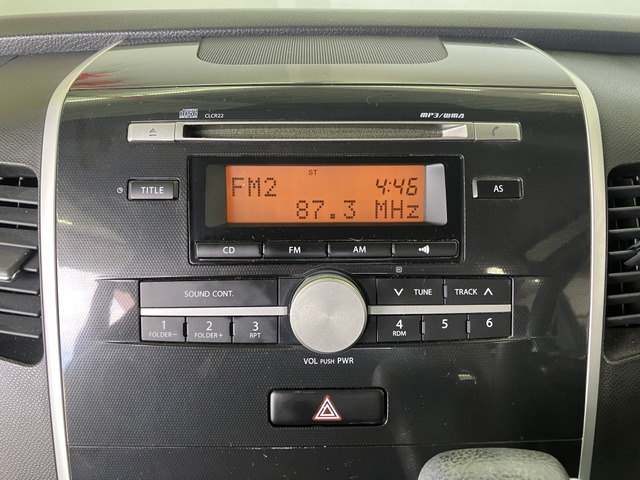 CLCR22 MP3/WMA
TITLE
ST
FM2 4:46
87.3 MHz
AS
CD FM AM
SOUND CONT. TUNE TRACK
1 2 3 4 5 6
FOLDER− FOLDER+ RPT RDM
VOL PUSH PWR